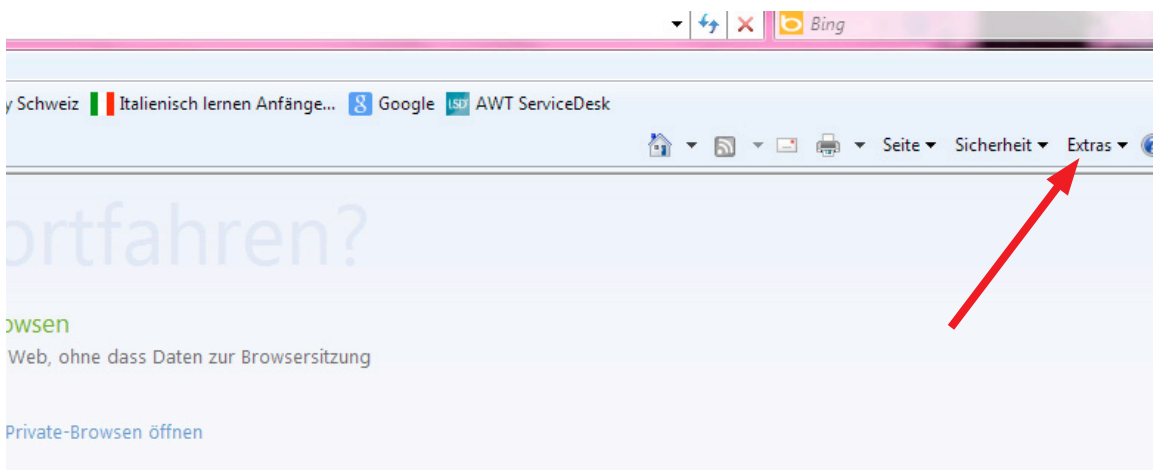 Bing
y Schweiz Italienisch lernen Anfänge... Google LSD AWT ServiceDesk
Seite Sicherheit Extras
ortfahren?
owsen
Web, ohne dass Daten zur Browsersitzung
Private-Browsen öffnen